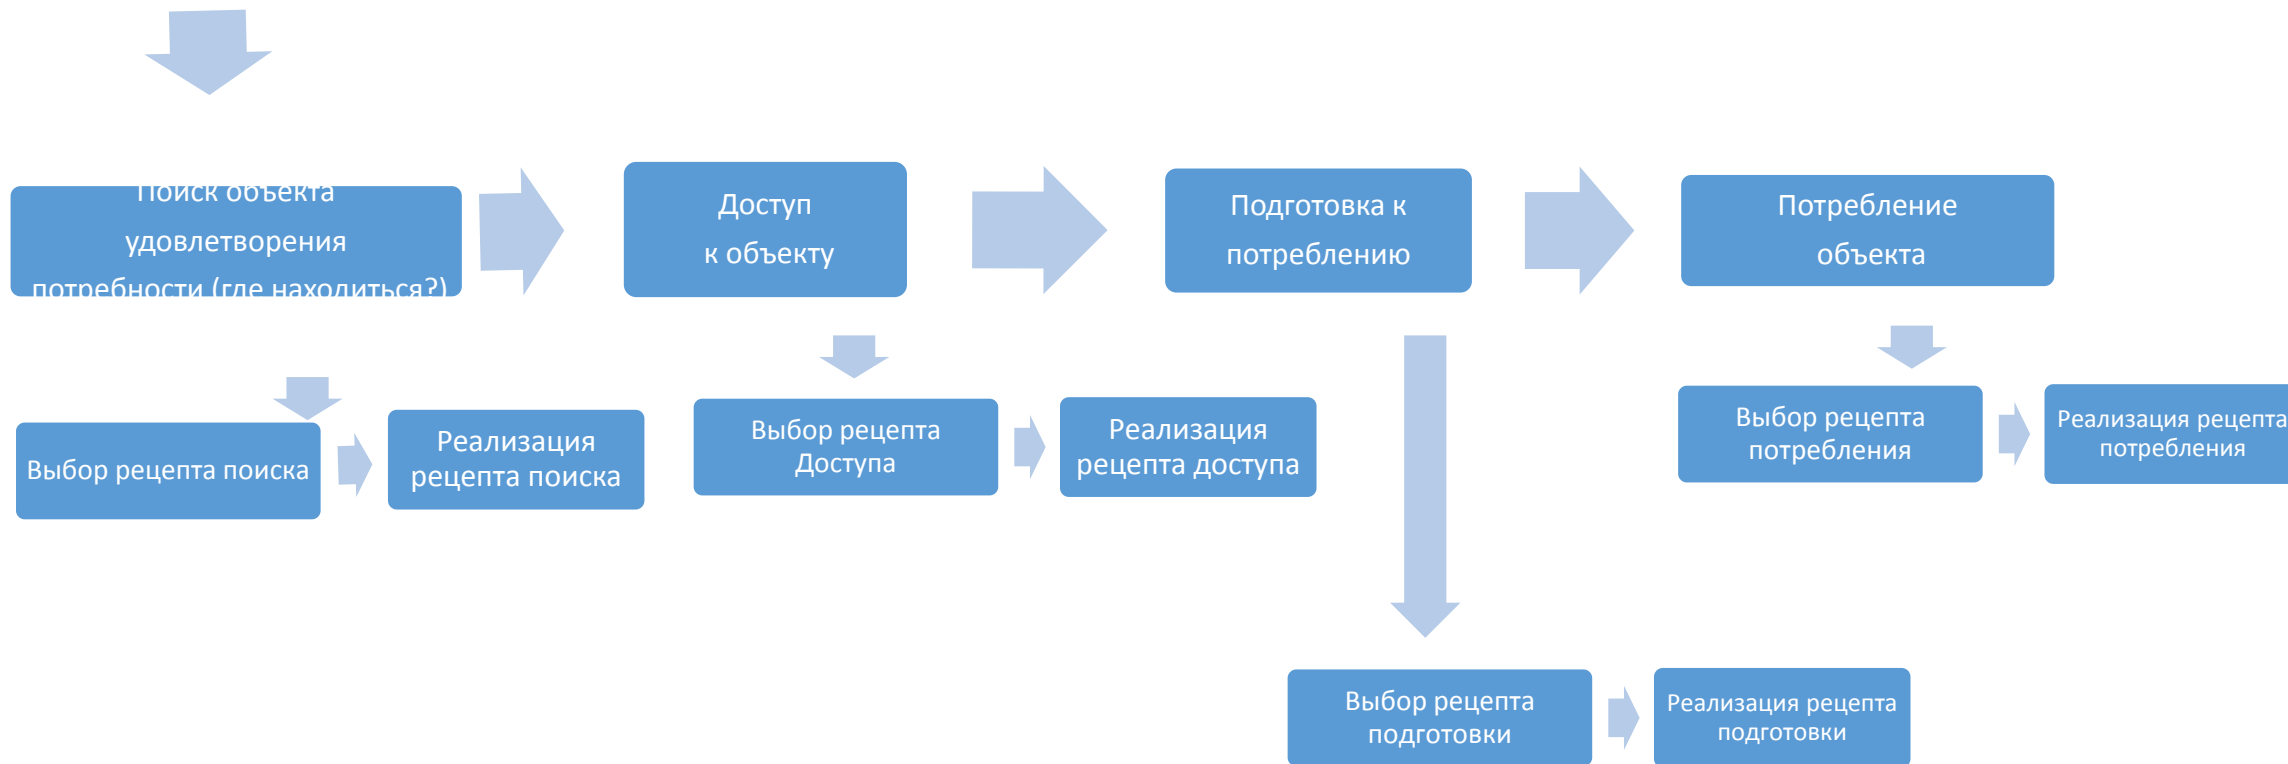 Поиск объекта
удовлетворения
потребности (где находиться?)
Доступ
к объекту
Подготовка к
потреблению
Потребление
объекта
Выбор рецепта поиска
Реализация
рецепта поиска
Выбор рецепта
Доступа
Реализация
рецепта доступа
Выбор рецепта
потребления
Реализация рецепта
потребления
Выбор рецепта
подготовки
Реализация рецепта
подготовки